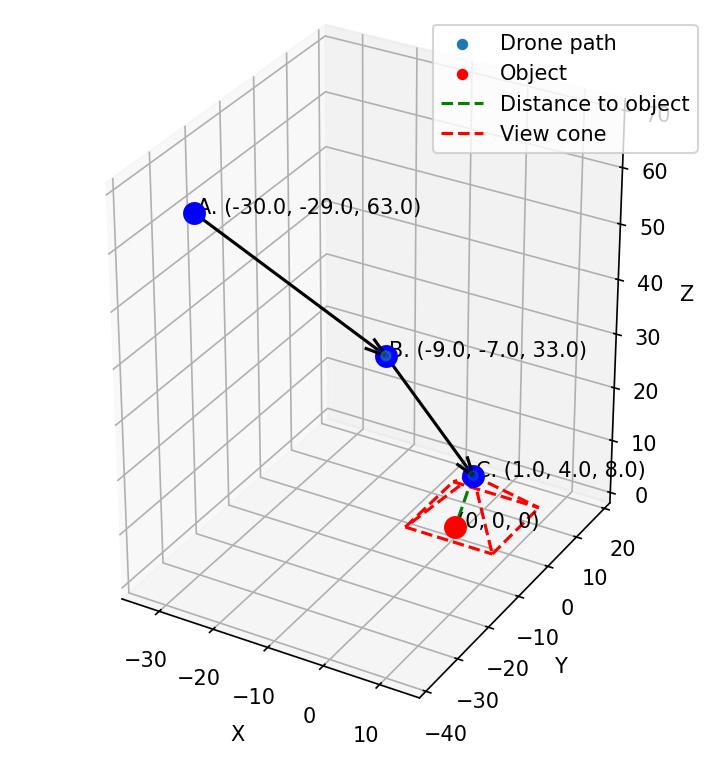 Drone path
Object
Distance to object
View cone
70
60
50
40
30
20
10
0
Z
A. (-30.0, -29.0, 63.0)
B. (-9.0, -7.0, 33.0)
C. (1.0, 4.0, 8.0)
0, 0, 0)
20
10
0
−10
−20
−30
−40
Y
−30
−20
−10
0
10
X